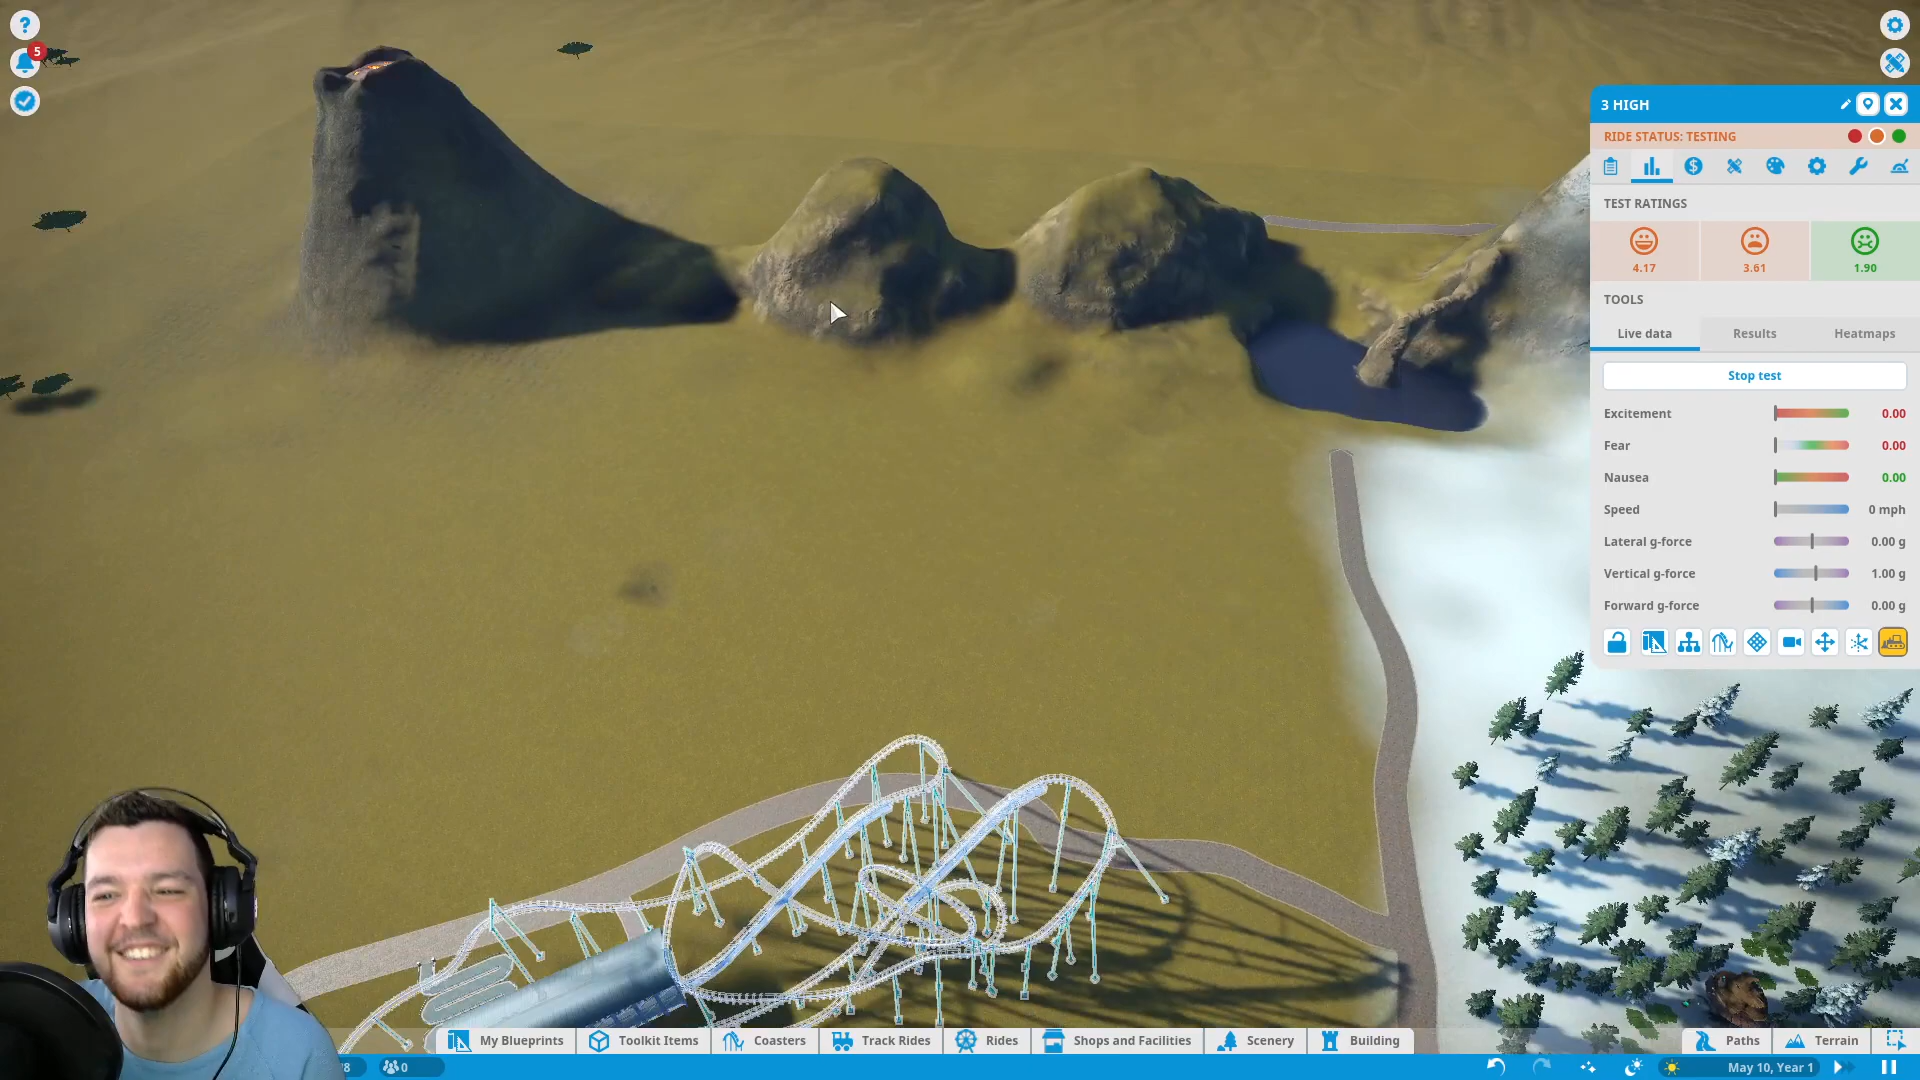 ?
5
3 HIGH
RIDE STATUS: TESTING
TEST RATINGS
4.17 3.61 1.90
TOOLS
Live data Results Heatmaps
Stop test
Excitement 0.00
Fear 0.00
Nausea 0.00
Speed 0 mph
Lateral g-force 0.00 g
Vertical g-force 1.00 g
Forward g-force 0.00 g
My Blueprints Toolkit Items Coasters Track Rides Rides Shops and Facilities Scenery Building Paths Terrain
0 May 10, Year 1